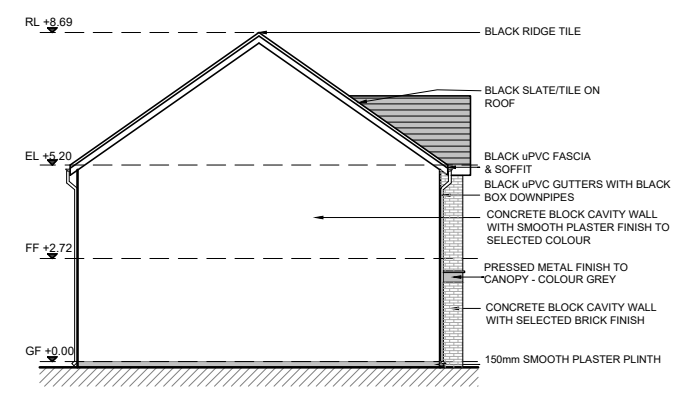 RL +8.69
BLACK RIDGE TILE
BLACK SLATE/TILE ON
ROOF
EL +5.20
BLACK uPVC FASCIA
& SOFFIT
BLACK uPVC GUTTERS WITH BLACK
BOX DOWNPIPES
CONCRETE BLOCK CAVITY WALL
WITH SMOOTH PLASTER FINISH TO
SELECTED COLOUR
FF +2.72
PRESSED METAL FINISH TO
CANOPY - COLOUR GREY
CONCRETE BLOCK CAVITY WALL
WITH SELECTED BRICK FINISH
GF +0.00
150mm SMOOTH PLASTER PLINTH